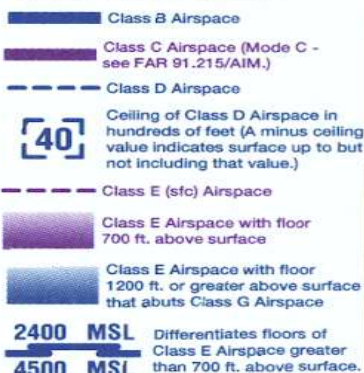 Class B Airspace
Class C Airspace (Mode C -
see FAR 91.215/AIM.)
Class D Airspace
[40]
Ceiling of Class D Airspace in
hundreds of feet (A minus ceiling
value indicates surface up to but
not including that value.)
Class E (sfc) Airspace
Class E Airspace with floor
700 ft. above surface
Class E Airspace with floor
1200 ft. or greater above surface
that abuts Class G Airspace
2400 MSL
4500 MSL
Differentiates floors of
Class E Airspace greater
than 700 ft. above surface.